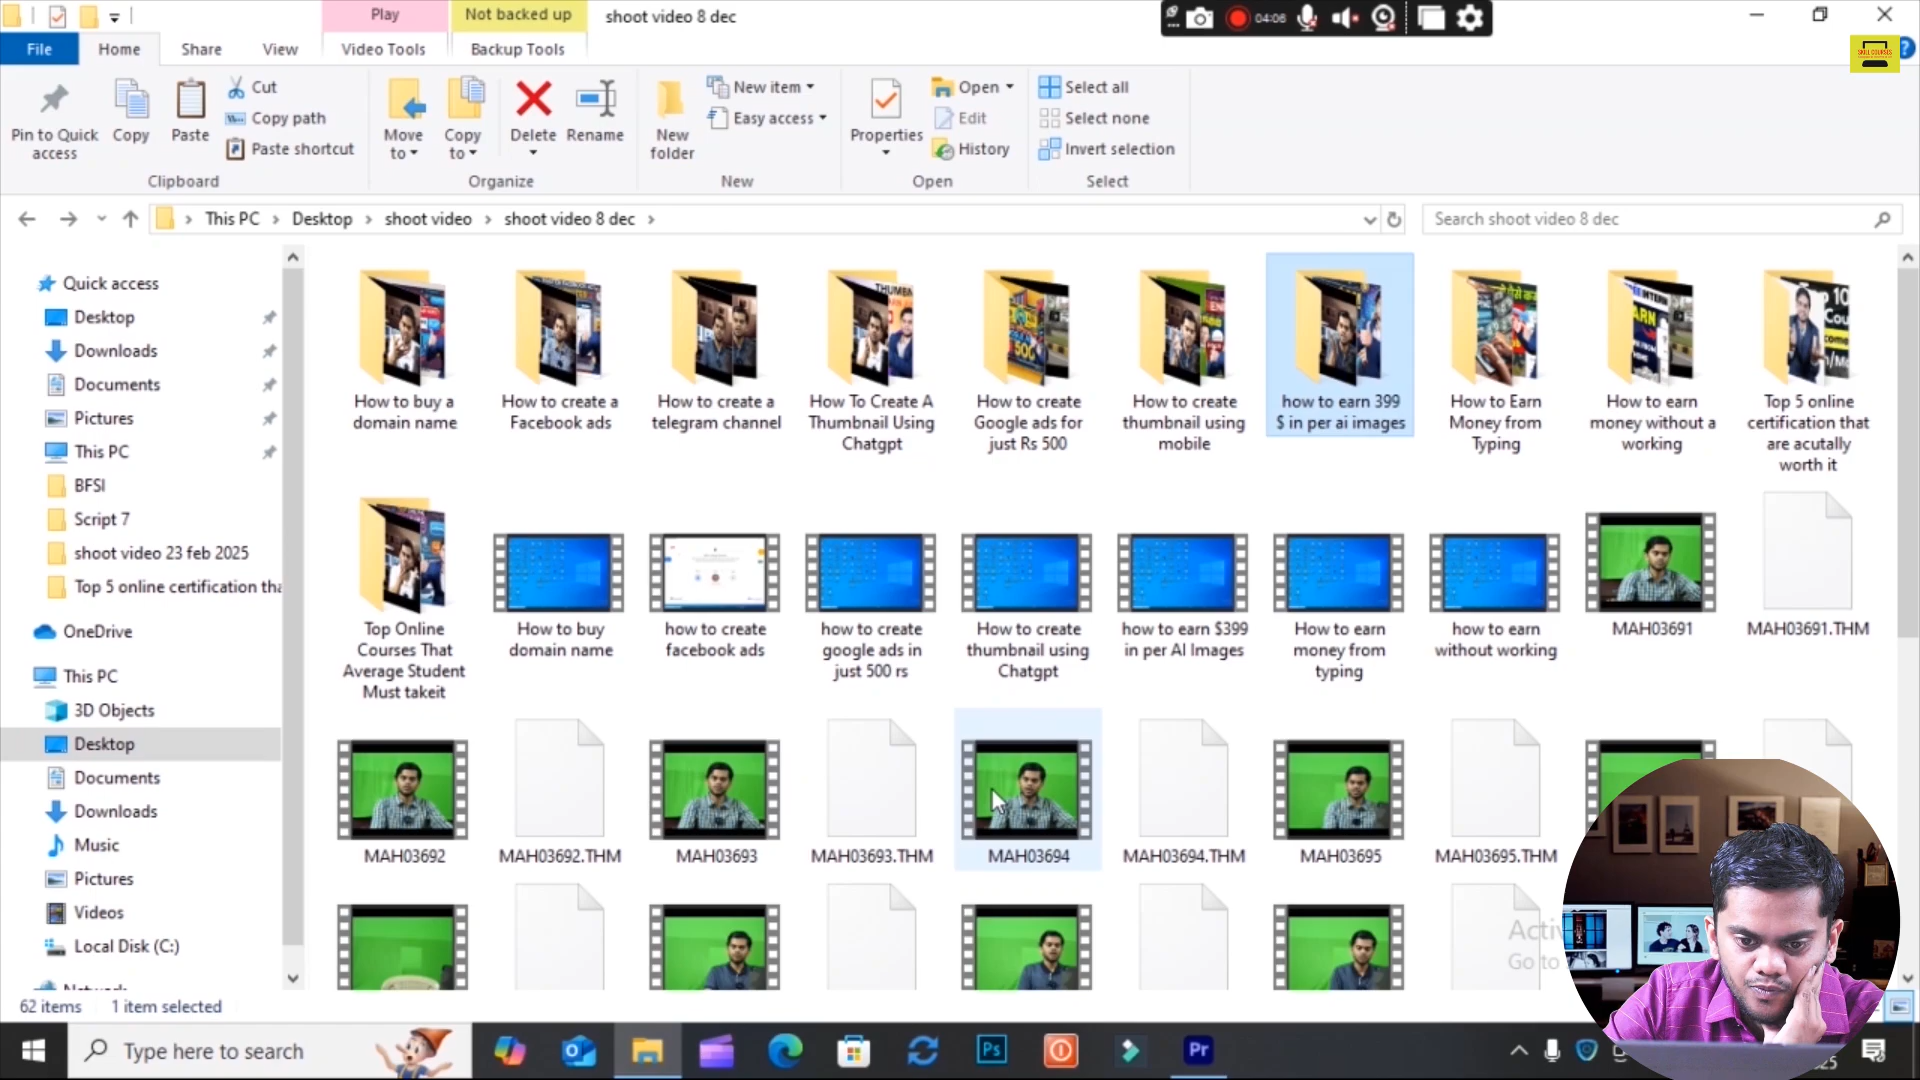 Play
Not backed up
shoot video 8 dec
04:06
File
Home
Share
View
Video Tools
Backup Tools
SKILL COURSES
Pin to Quick access
Copy
Paste
Cut
Copy path
Paste shortcut
Clipboard
Move to
Copy to
Delete
Rename
Organize
New folder
New item
Easy access
New
Properties
Open
Edit
History
Open
Select all
Select none
Invert selection
Select
This PC > Desktop > shoot video > shoot video 8 dec >
Search shoot video 8 dec
Quick access
Desktop
Downloads
Documents
Pictures
This PC
BFSI
Script 7
shoot video 23 feb 2025
Top 5 online certification tha
OneDrive
This PC
3D Objects
Desktop
Documents
Downloads
Music
Pictures
Videos
Local Disk (C:)
How to buy a
domain name
How to create a
Facebook ads
How to create a
telegram channel
How To Create A
Thumbnail Using
Chatgpt
How to create
Google ads for
just Rs 500
How to create
thumbnail using
mobile
how to earn 399
$ in per ai images
How to Earn
Money from
Typing
How to earn
money without a
working
Top 5 online
certification that
are acutally
worth it
Top Online
Courses That
Average Student
Must takeit
How to buy
domain name
how to create
facebook ads
how to create
google ads in
just 500 rs
How to create
thumbnail using
Chatgpt
how to earn $399
in per AI Images
How to earn
money from
typing
how to earn
without working
MAH03691
MAH03691.THM
MAH03692
MAH03692.THM
MAH03693
MAH03693.THM
MAH03694
MAH03694.THM
MAH03695
MAH03695.THM
Go to
62 items
1 item selected
Type here to search
Ps
Pr